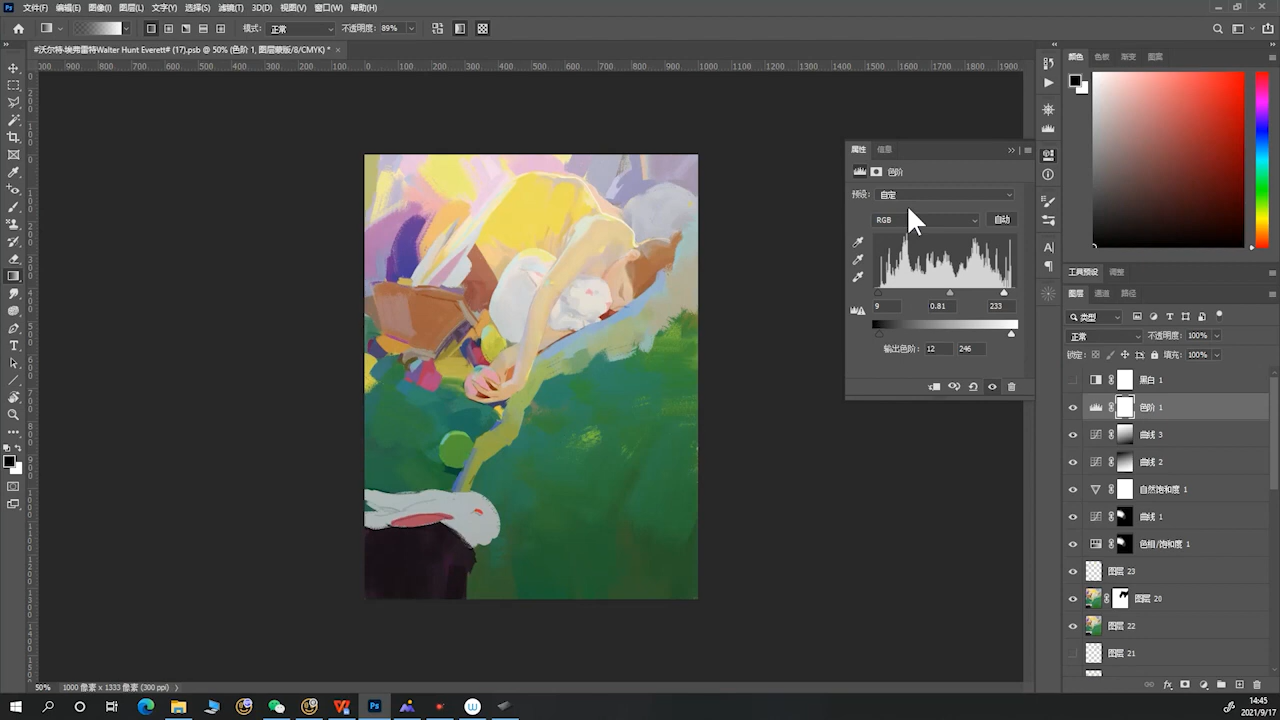 文件(F) 编辑(E) 图像(I) 图层(L) 文字(Y) 选择(S) 滤镜(T) 3D(D) 视图(V) 窗口(W) 帮助(H)
模式: 正常 不透明度: 89%
#沃尔特·埃弗雷特Walter Hunt Everett# (17).psb @ 50% (色阶 1, 图层蒙版/8/CMYK) *
颜色 色板 渐变 图案
属性 信息
色阶
预设: 自定
RGB 自动
9 0.81 233
输出色阶: 12 246
工具预设 调整
图层 通道 路径
类型
正常 不透明度: 100%
锁定: 填充: 100%
黑白 1
色阶 1
曲线 3
曲线 2
自然饱和度 1
曲线 1
色相/饱和度 1
图层 23
图层 20
图层 22
图层 21
50% 1000 像素 x 1333 像素 (300 ppi)
14:45
2021/9/17